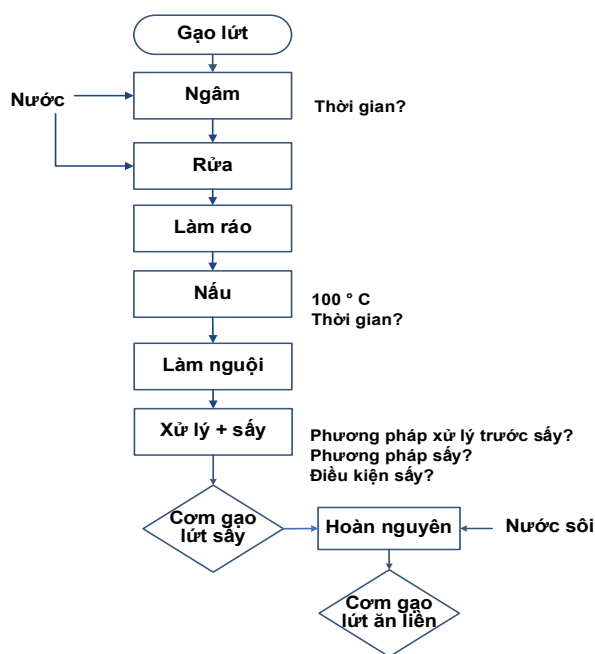 Gạo lứt
Nước
Ngâm
Thời gian?
Rửa
Làm ráo
Nấu
100 ° C
Thời gian?
Làm nguội
Xử lý + sấy
Phương pháp xử lý trước sấy?
Phương pháp sấy?
Điều kiện sấy?
Cơm gạo
lứt sấy
Hoàn nguyên
Nước sôi
Cơm gạo
lứt ăn liền